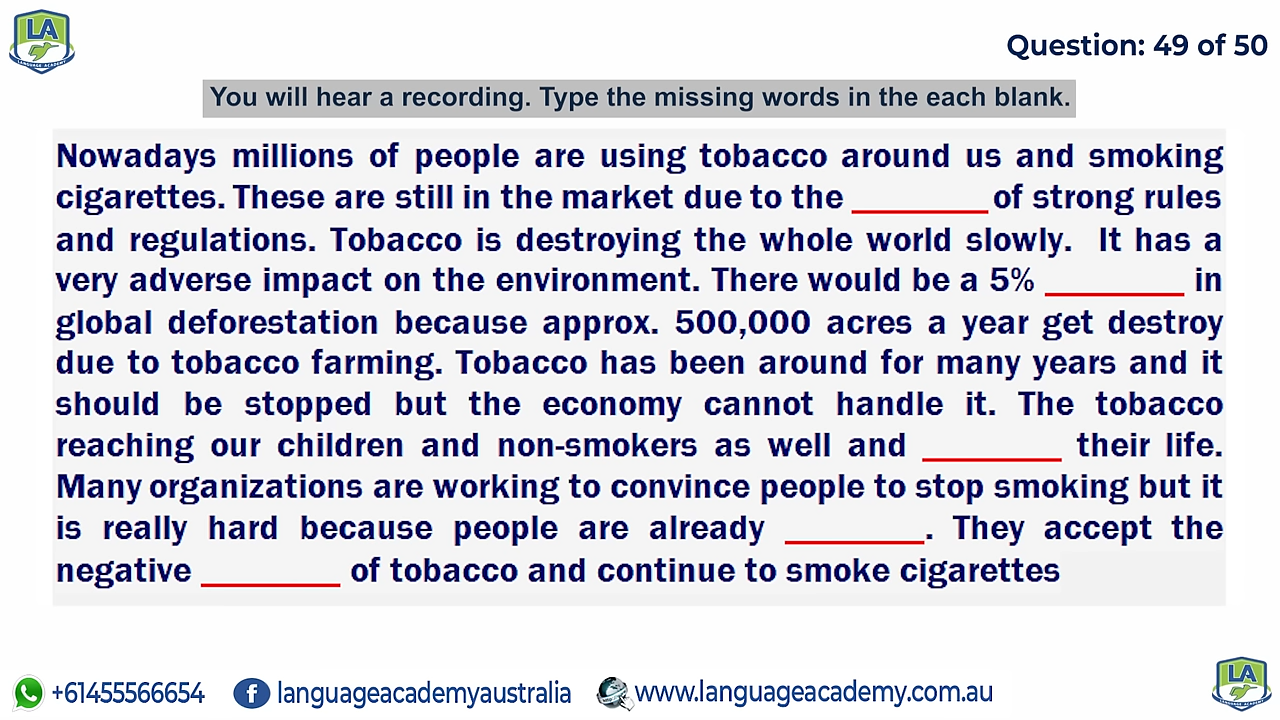 LA
LANGUAGE ACADEMY
Question: 49 of 50
You will hear a recording. Type the missing words in the each blank.
Nowadays millions of people are using tobacco around us and smoking
cigarettes. These are still in the market due to the ________ of strong rules
and regulations. Tobacco is destroying the whole world slowly. It has a
very adverse impact on the environment. There would be a 5% ________ in
global deforestation because approx. 500,000 acres a year get destroy
due to tobacco farming. Tobacco has been around for many years and it
should be stopped but the economy cannot handle it. The tobacco
reaching our children and non-smokers as well and ________ their life.
Many organizations are working to convince people to stop smoking but it
is really hard because people are already ________. They accept the
negative ________ of tobacco and continue to smoke cigarettes
+61455566654 languageacademyaustralia www.languageacademy.com.au
LA
LANGUAGE ACADEMY